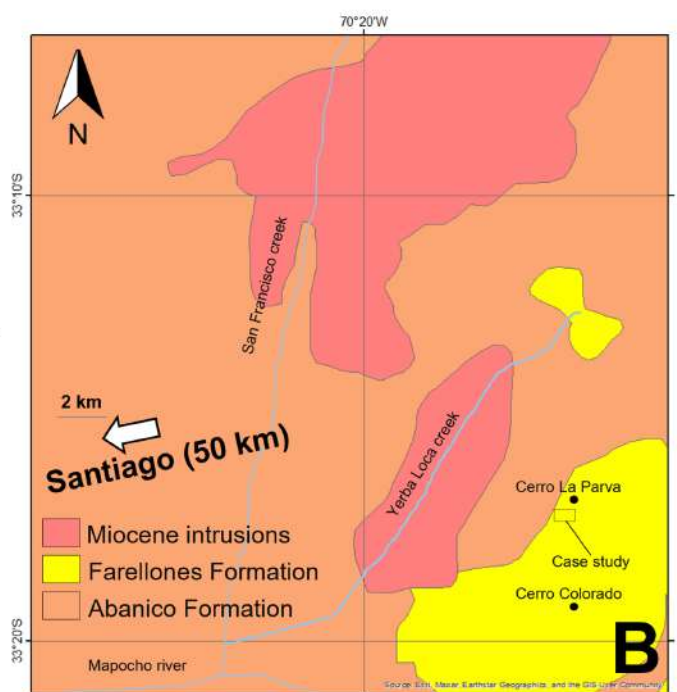 70°20'W
N
33°10'S
San Francisco creek
2 km
Santiago (50 km)
Yerba Loca creek
Cerro La Parva
Case study
Cerro Colorado
Miocene intrusions
Farellones Formation
Abanico Formation
33°20'S
Mapocho river
B
Source: Esri, Maxar, Earthstar Geographics, and the GIS User Community